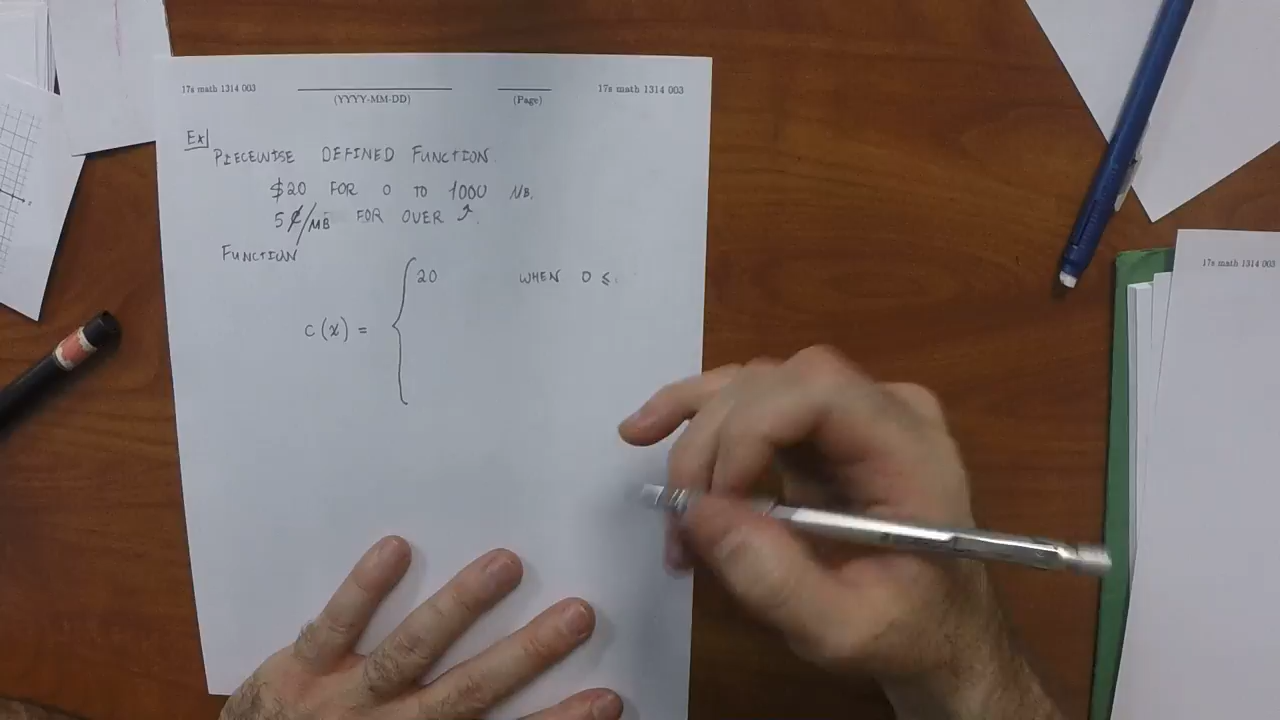 17s math 1314 003 (YYYY-MM-DD) (Page) 17s math 1314 003
Ex
PIECEWISE DEFINED FUNCTION.
$20 FOR 0 TO 1000 MB.
5¢/MB FOR OVER ↗.
FUNCTION
20 WHEN 0 ≤
C(x) = {
17s math 1314 003